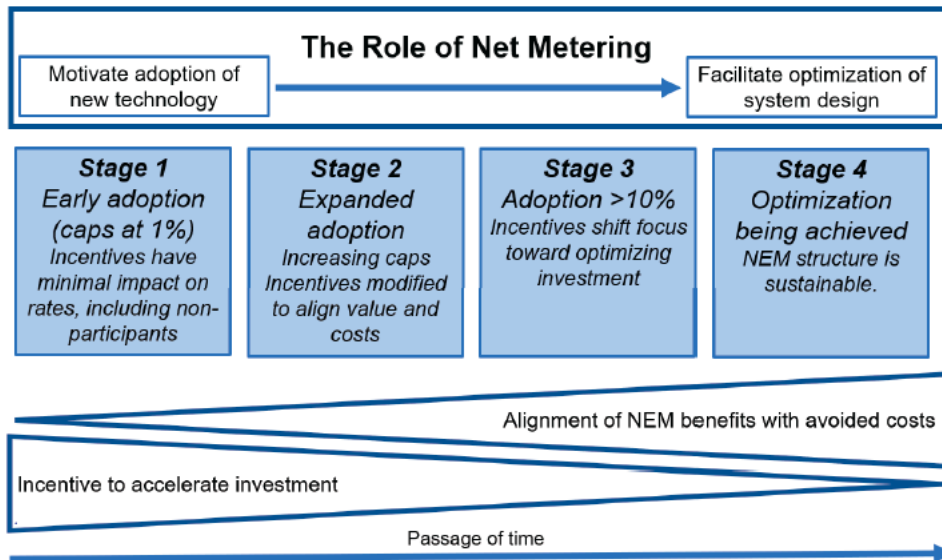 The Role of Net Metering
Motivate adoption of
new technology
Facilitate optimization of
system design
Stage 1
Early adoption
(caps at 1%)
Incentives have
minimal impact on
rates, including non-
participants
Stage 2
Expanded
adoption
Increasing caps
Incentives modified
to align value and
costs
Stage 3
Adoption >10%
Incentives shift focus
toward optimizing
investment
Stage 4
Optimization
being achieved
NEM structure is
sustainable.
Alignment of NEM benefits with avoided costs
Incentive to accelerate investment
Passage of time